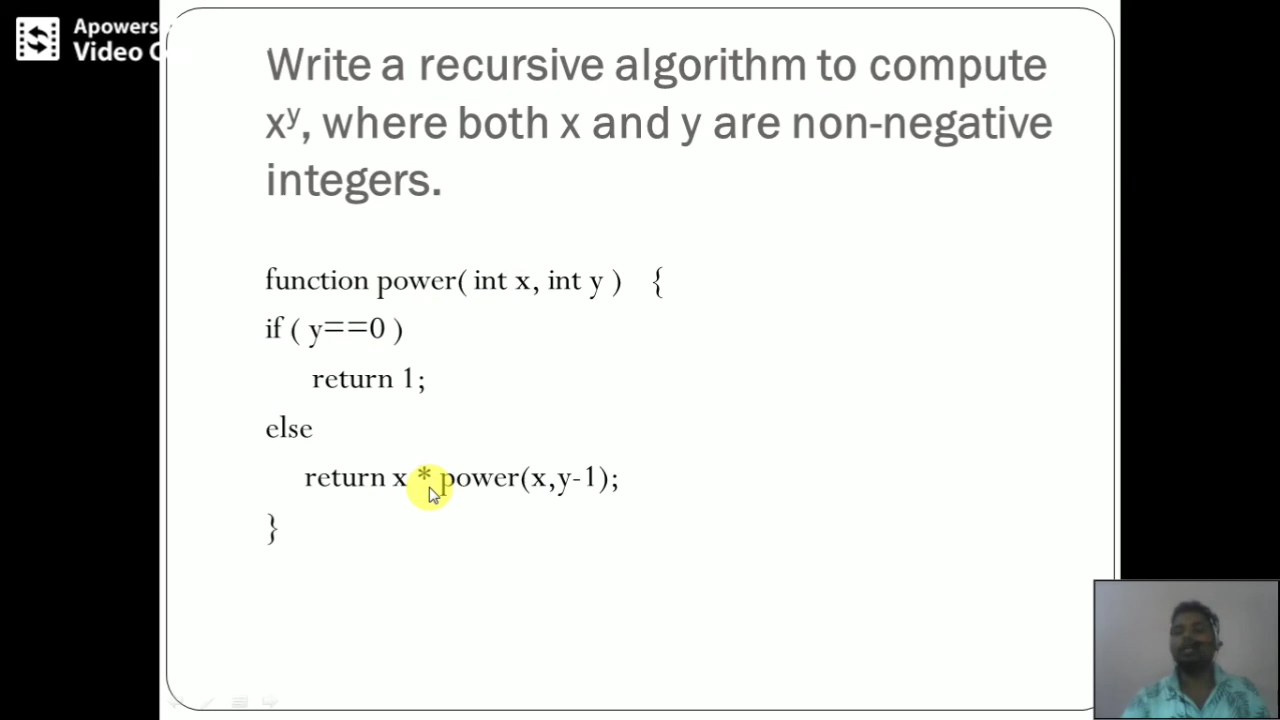 Apowers
Video
Write a recursive algorithm to compute
xʸ, where both x and y are non-negative
integers.
function power( int x, int y ) {
if ( y==0 )
return 1;
else
return x * power(x,y-1);
}